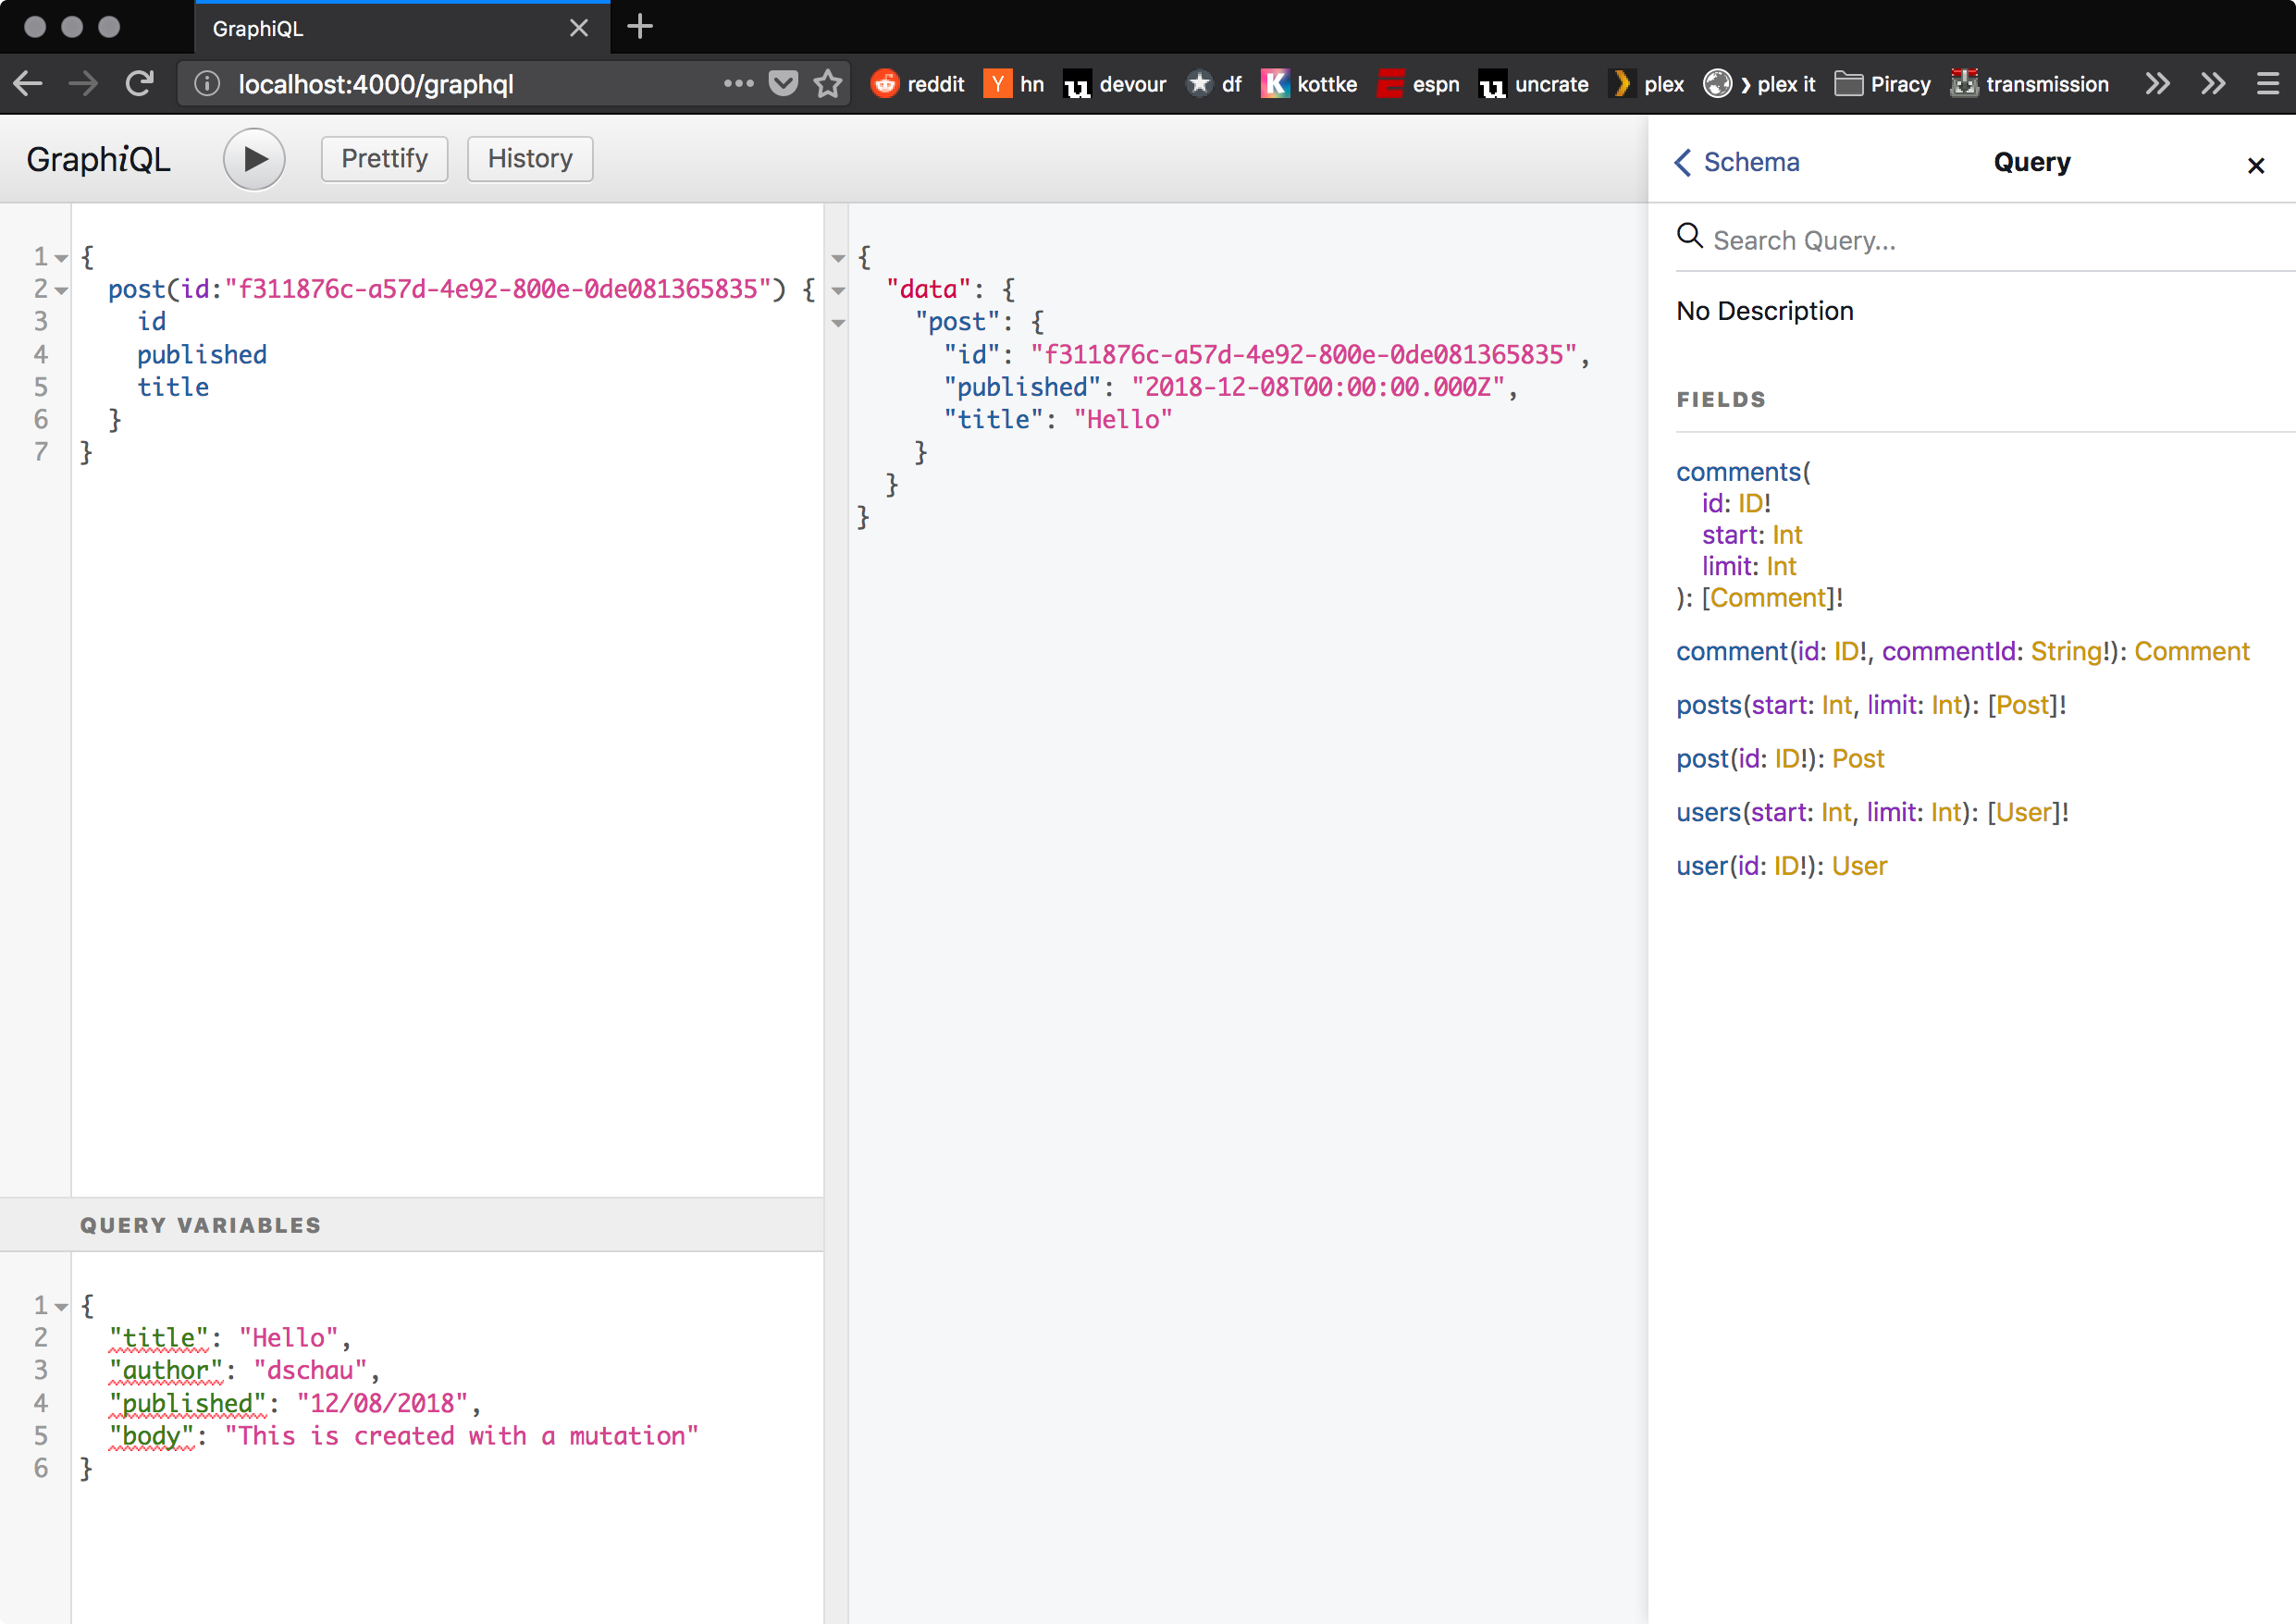 GraphiQL
localhost:4000/graphql
reddit
Y hn
devour
df
K kottke
espn
uncrate
plex
❯ plex it
Piracy
transmission
GraphiQL
Prettify
History
Schema
Query
1 {
2 post(id:"f311876c-a57d-4e92-800e-0de081365835") {
3 id
4 published
5 title
6 }
7 }
{
"data": {
"post": {
"id": "f311876c-a57d-4e92-800e-0de081365835",
"published": "2018-12-08T00:00:00.000Z",
"title": "Hello"
}
}
}
Search Query...
No Description
FIELDS
comments(
id: ID!
start: Int
limit: Int
): [Comment]!
comment(id: ID!, commentId: String!): Comment
posts(start: Int, limit: Int): [Post]!
post(id: ID!): Post
users(start: Int, limit: Int): [User]!
user(id: ID!): User
QUERY VARIABLES
1 {
2 "title": "Hello",
3 "author": "dschau",
4 "published": "12/08/2018",
5 "body": "This is created with a mutation"
6 }